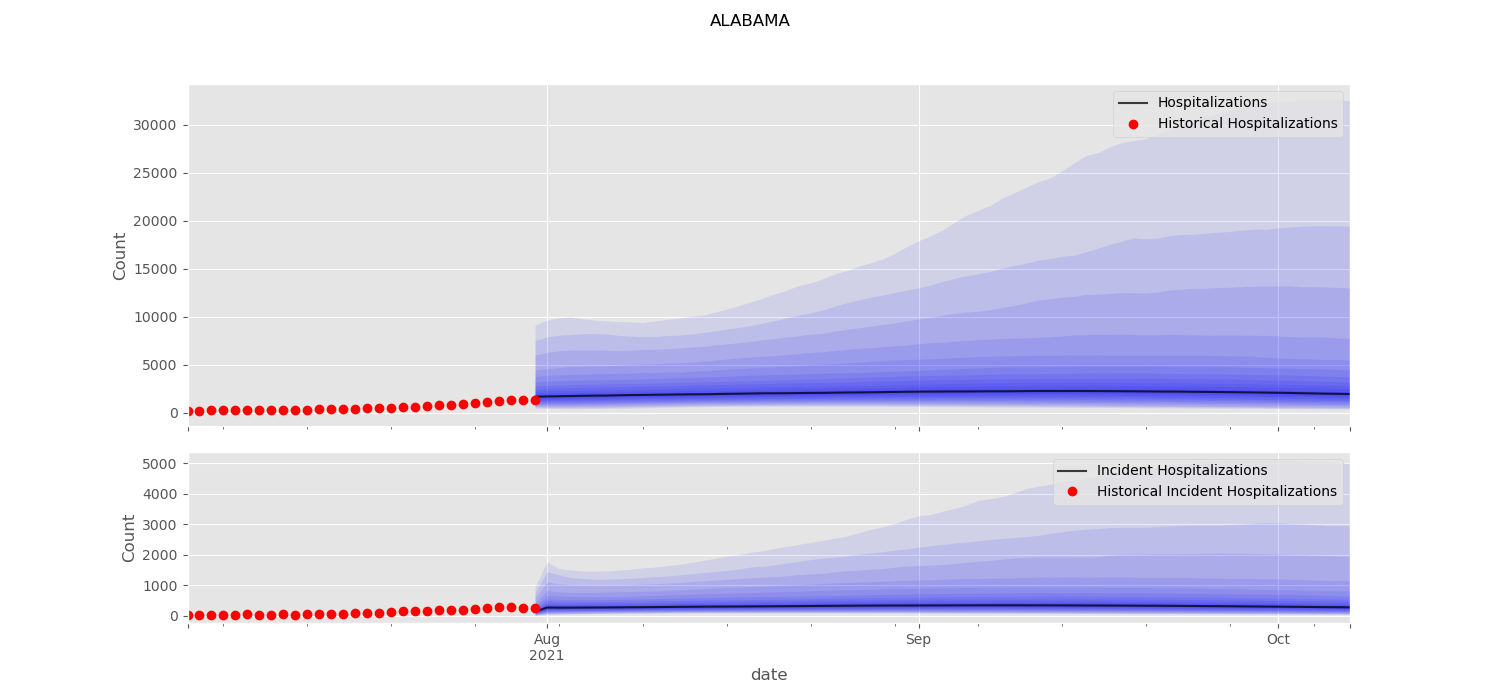 ALABAMA
Hospitalizations
Historical Hospitalizations
30000
25000
20000
15000
10000
5000
0
Count
Incident Hospitalizations
Historical Incident Hospitalizations
5000
4000
3000
2000
1000
0
Count
Aug
2021
Sep
Oct
date